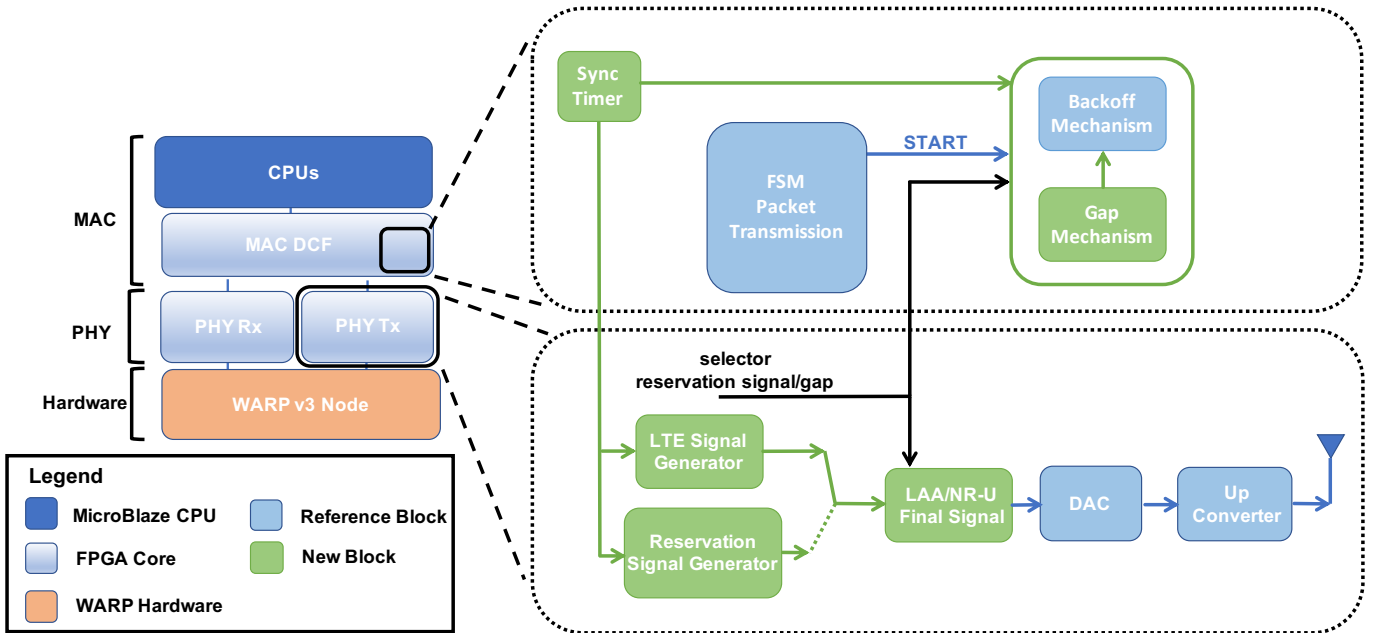 MAC
PHY
Hardware
CPUs
MAC DCF
PHY Rx
PHY Tx
WARP v3 Node
Legend
MicroBlaze CPU
FPGA Core
WARP Hardware
Reference Block
New Block
Sync
Timer
FSM
Packet
Transmission
START
Backoff
Mechanism
Gap
Mechanism
selector
reservation signal/gap
LTE Signal
Generator
Reservation
Signal Generator
LAA/NR-U
Final Signal
DAC
Up
Converter